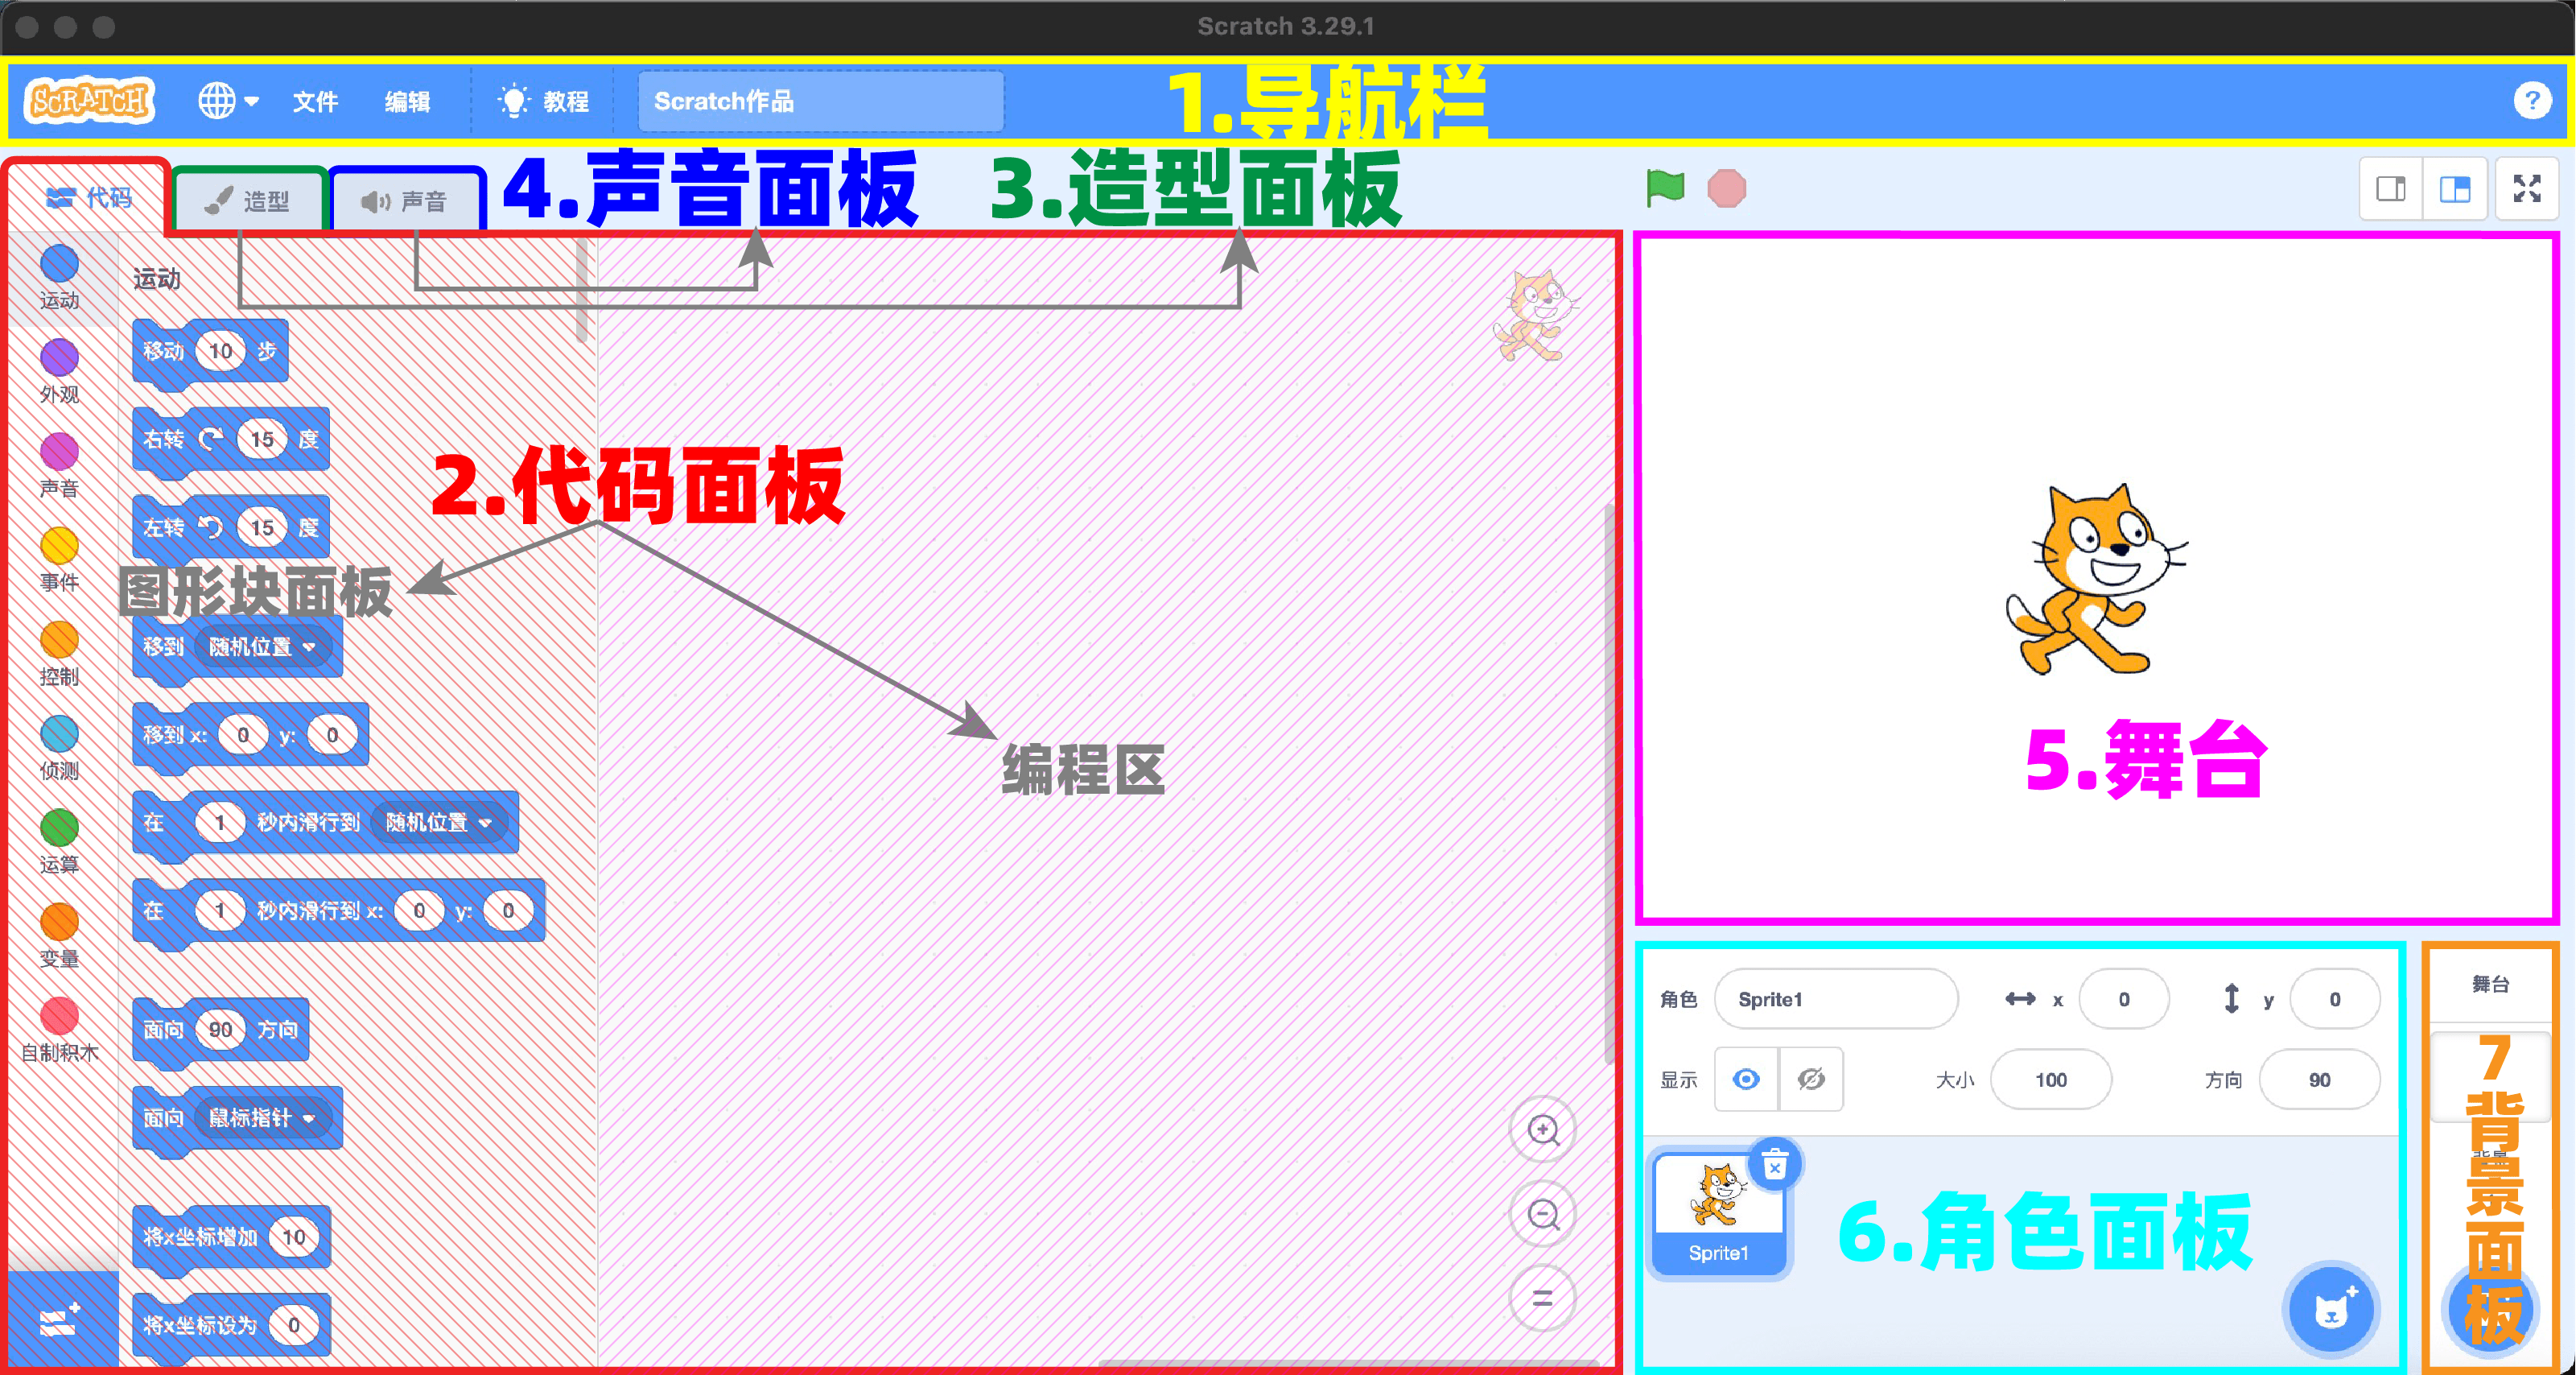 Scratch 3.29.1
SCRATCH 文件 编辑 教程 Scratch作品 1.导航栏 ?
代码 造型 声音 4.声音面板 3.造型面板
运动
外观
声音
事件
控制
侦测
运算
变量
自制积木
运动
移动 10 步
右转 15 度
左转 15 度
图形块面板
移到 随机位置
移到 x: 0 y: 0
在 1 秒内滑行到 随机位置
在 1 秒内滑行到 x: 0 y: 0
面向 90 方向
面向 鼠标指针
将x坐标增加 10
将x坐标设为 0
2.代码面板
编程区
5.舞台
角色 Sprite1 x 0 y 0
显示 大小 100 方向 90
Sprite1
6.角色面板
舞台
背景
7背景面板